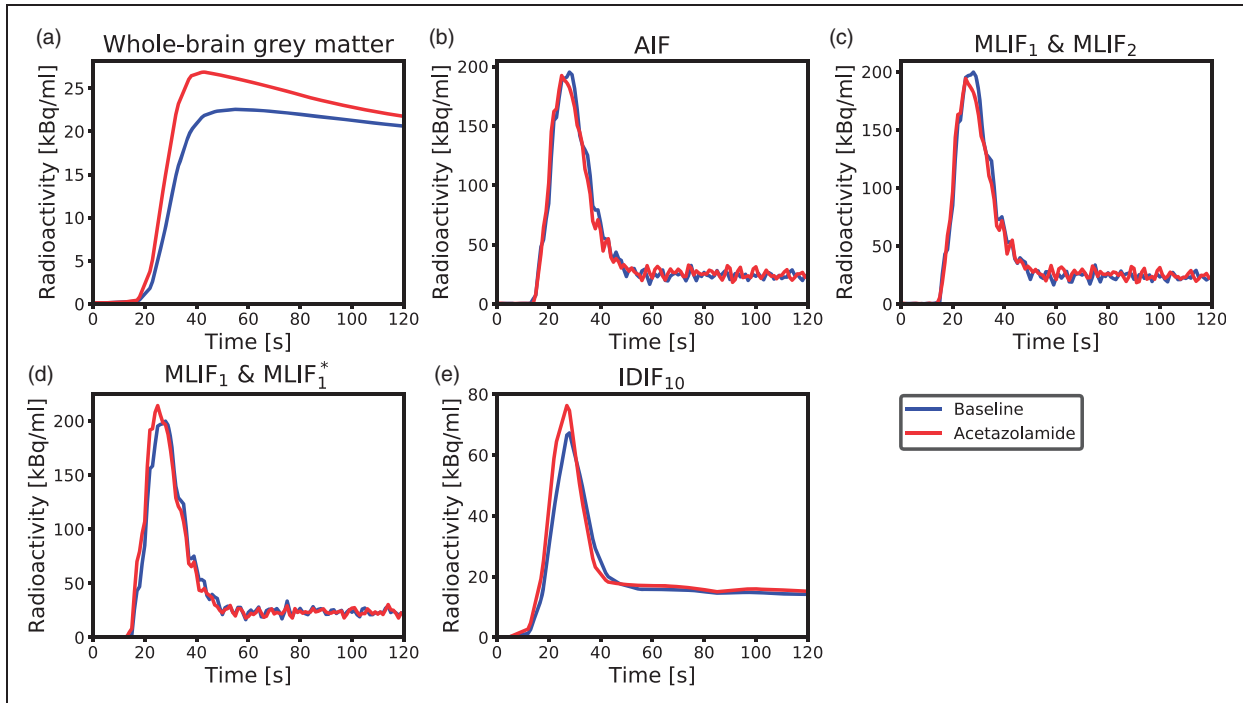 (a) Whole-brain grey matter
Radioactivity [kBq/ml]
25
20
15
10
5
0
0 20 40 60 80 100 120
Time [s]
(b) AIF
Radioactivity [kBq/ml]
200
150
100
50
0
0 20 40 60 80 100 120
Time [s]
(c) MLIF₁ & MLIF₂
Radioactivity [kBq/ml]
200
150
100
50
0
0 20 40 60 80 100 120
Time [s]
(d) MLIF₁ & MLIF₁*
Radioactivity [kBq/ml]
200
150
100
50
0
0 20 40 60 80 100 120
Time [s]
(e) IDIF₁₀
Radioactivity [kBq/ml]
80
60
40
20
0
0 20 40 60 80 100 120
Time [s]
Baseline
Acetazolamide